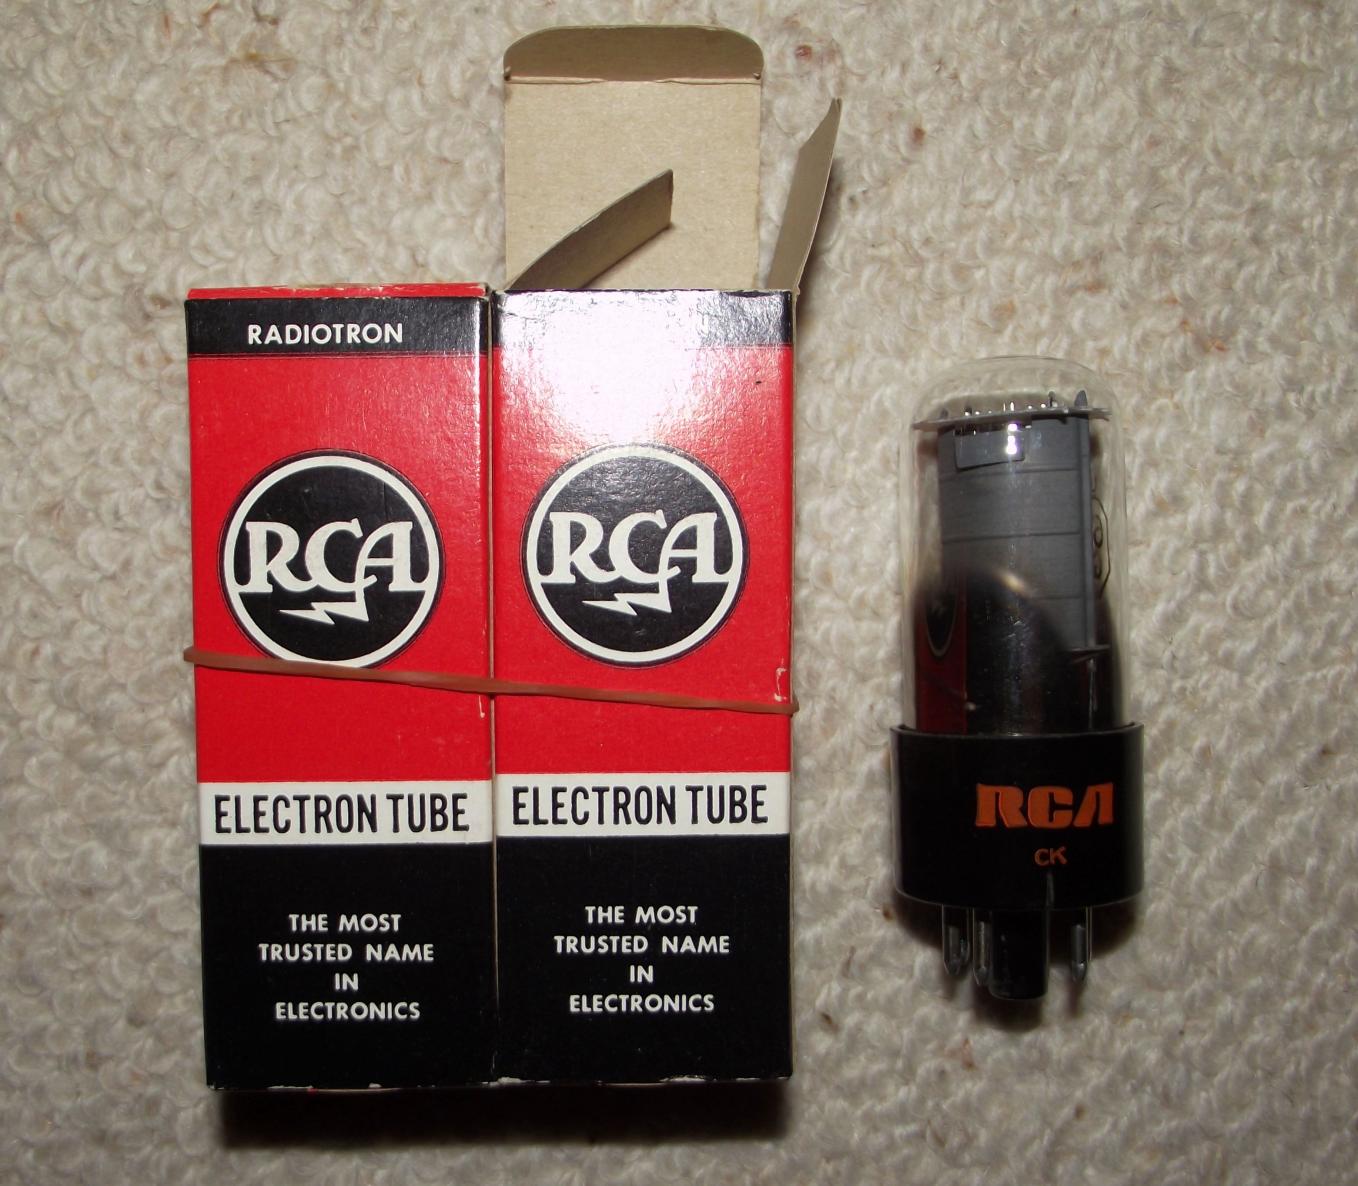 RADIOTRON
RCA
ELECTRON TUBE
THE MOST
TRUSTED NAME
IN
ELECTRONICS
RCA
ELECTRON TUBE
THE MOST
TRUSTED NAME
IN
ELECTRONICS
RCA
CK